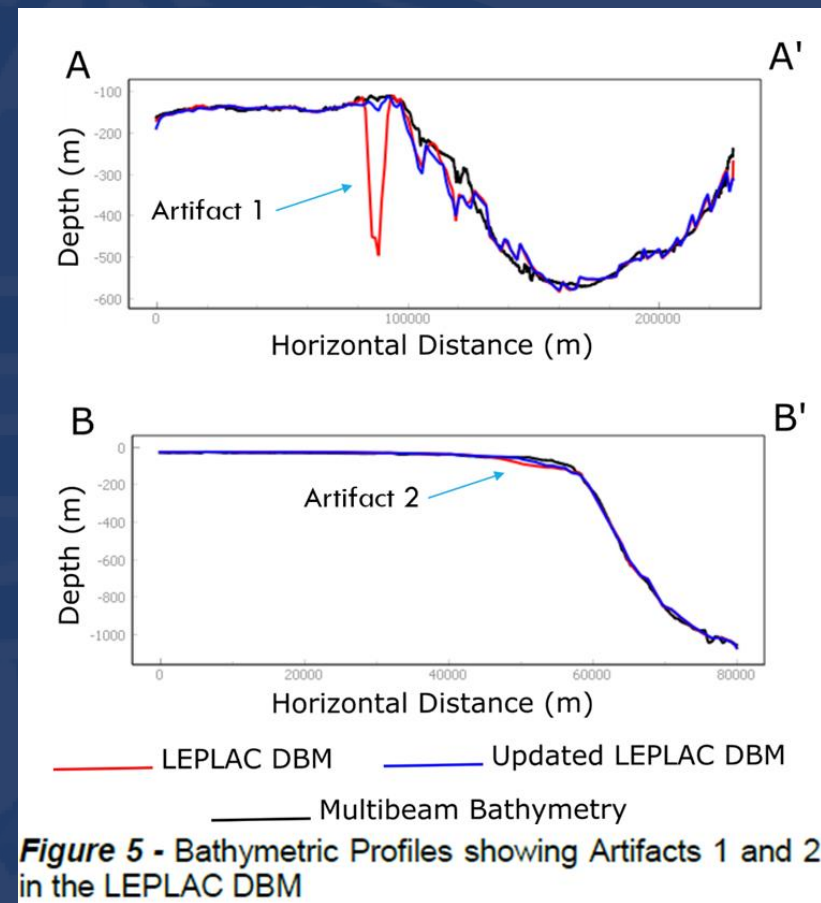 A A'
-100
-200
-300
-400
-500
-600
Depth (m)
Artifact 1
0 100000 200000
Horizontal Distance (m)
B B'
0
-200
-400
-600
-800
-1000
Depth (m)
Artifact 2
0 20000 40000 60000 80000
Horizontal Distance (m)
LEPLAC DBM Updated LEPLAC DBM
Multibeam Bathymetry
Figure 5 - Bathymetric Profiles showing Artifacts 1 and 2
in the LEPLAC DBM